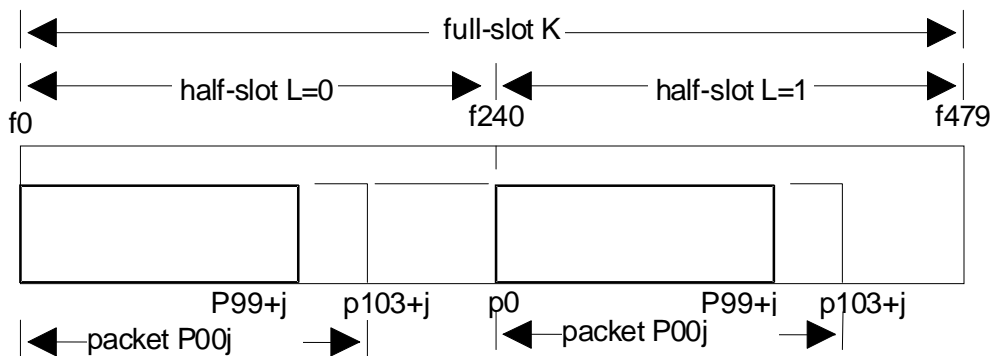 full-slot K
half-slot L=0 half-slot L=1
f0 f240 f479
P99+j p103+j p0 P99+j p103+j
packet P00j packet P00j